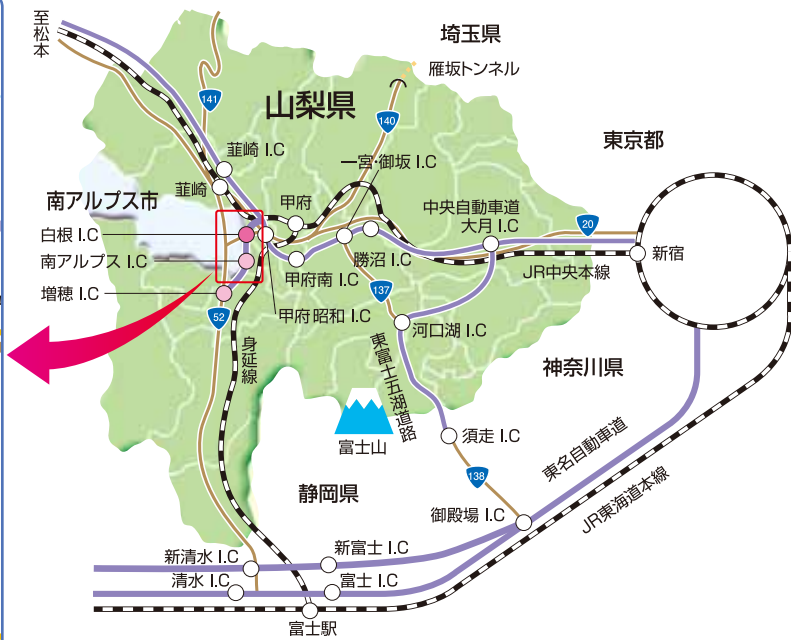 至松本
埼玉県
雁坂トンネル
141
山梨県
140
東京都
韮崎 I.C
一宮・御坂 I.C
韮崎
南アルプス市
甲府
中央自動車道
大月 I.C
20
白根 I.C
新宿
勝沼 I.C
南アルプス I.C
JR中央本線
甲府南 I.C
137
増穂 I.C
52
甲府昭和 I.C
河口湖 I.C
身延線
東富士五湖道路
神奈川県
富士山
須走 I.C
東名自動車道
138
静岡県
JR東海道本線
御殿場 I.C
新富士 I.C
新清水 I.C
清水 I.C
富士 I.C
富士駅